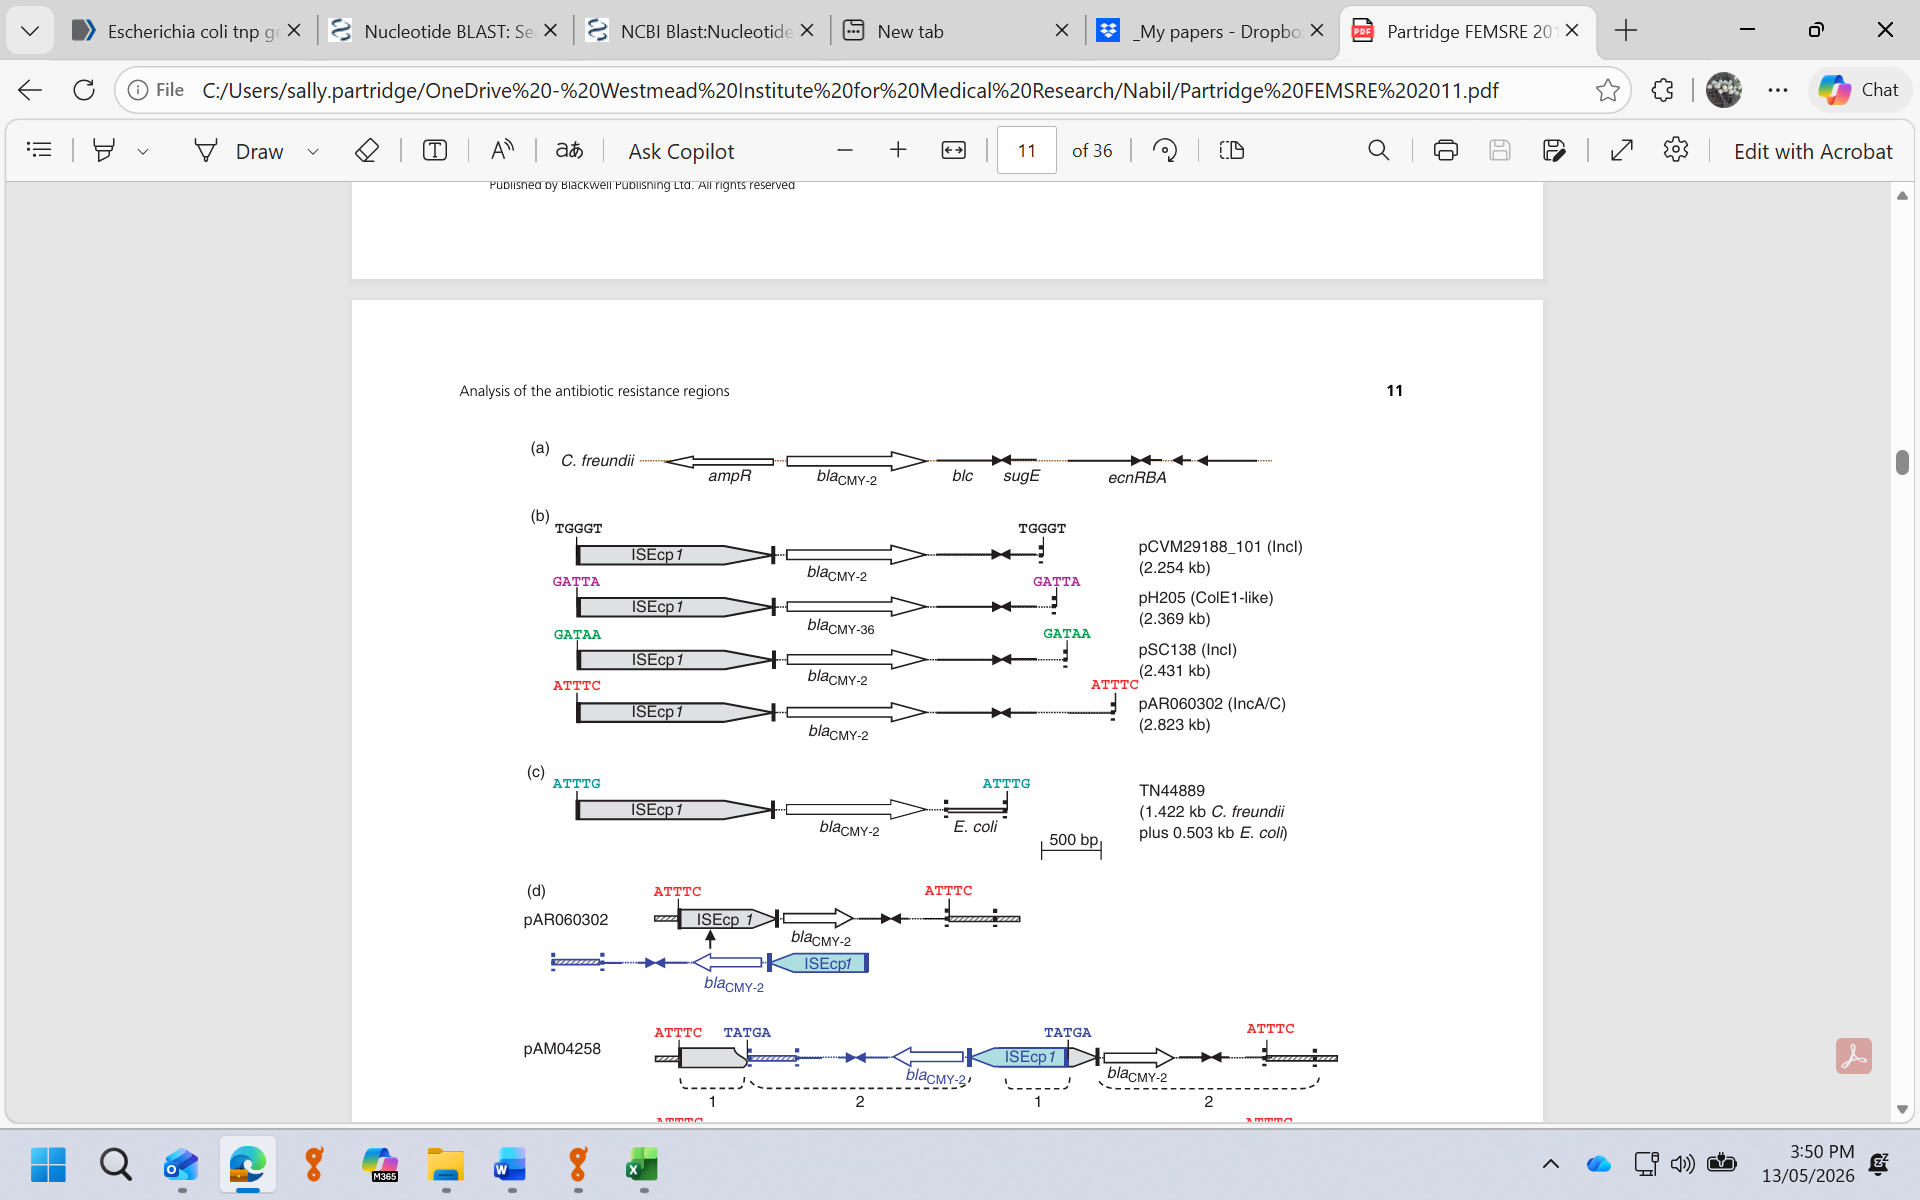 Escherichia coli tnp ge
Nucleotide BLAST: Se
NCBI Blast:Nucleotide
New tab
_My papers - Dropbo
PDF
Partridge FEMSRE 201
File
C:/Users/sally.partridge/OneDrive%20-%20Westmead%20Institute%20for%20Medical%20Research/Nabil/Partridge%20FEMSRE%202011.pdf
Chat
Draw
T
A
aあ
Ask Copilot
11
of 36
Edit with Acrobat
Published by Blackwell Publishing Ltd. All rights reserved
Analysis of the antibiotic resistance regions
11
(a)
C. freundii
ampR
blaCMY-2
blc
sugE
ecnRBA
(b)
TGGGT
TGGGT
ISEcp1
blaCMY-2
pCVM29188_101 (IncI)
(2.254 kb)
GATTA
GATTA
ISEcp1
blaCMY-36
pH205 (ColE1-like)
(2.369 kb)
GATAA
GATAA
ISEcp1
blaCMY-2
pSC138 (IncI)
(2.431 kb)
ATTTC
ATTTC
ISEcp1
blaCMY-2
pAR060302 (IncA/C)
(2.823 kb)
(c)
ATTTG
ATTTG
ISEcp1
blaCMY-2
E. coli
TN44889
(1.422 kb C. freundii
plus 0.503 kb E. coli)
500 bp
(d)
ATTTC
ATTTC
pAR060302
ISEcp 1
blaCMY-2
ISEcp1
blaCMY-2
ATTTC
TATGA
TATGA
ATTTC
pAM04258
ISEcp1
blaCMY-2
blaCMY-2
1
2
1
2
ATTTC
ATTTC
M365
3:50 PM
13/05/2026